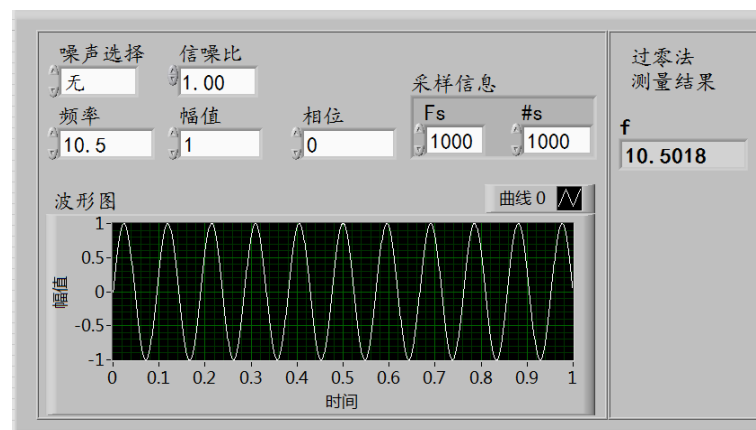 噪声选择
信噪比
无
1.00
频率
幅值
相位
10.5
1
0
采样信息
Fs
#s
1000
1000
过零法
测量结果
f
10.5018
波形图
曲线 0
幅值
1
0.5
0
-0.5
-1
0 0.1 0.2 0.3 0.4 0.5 0.6 0.7 0.8 0.9 1
时间